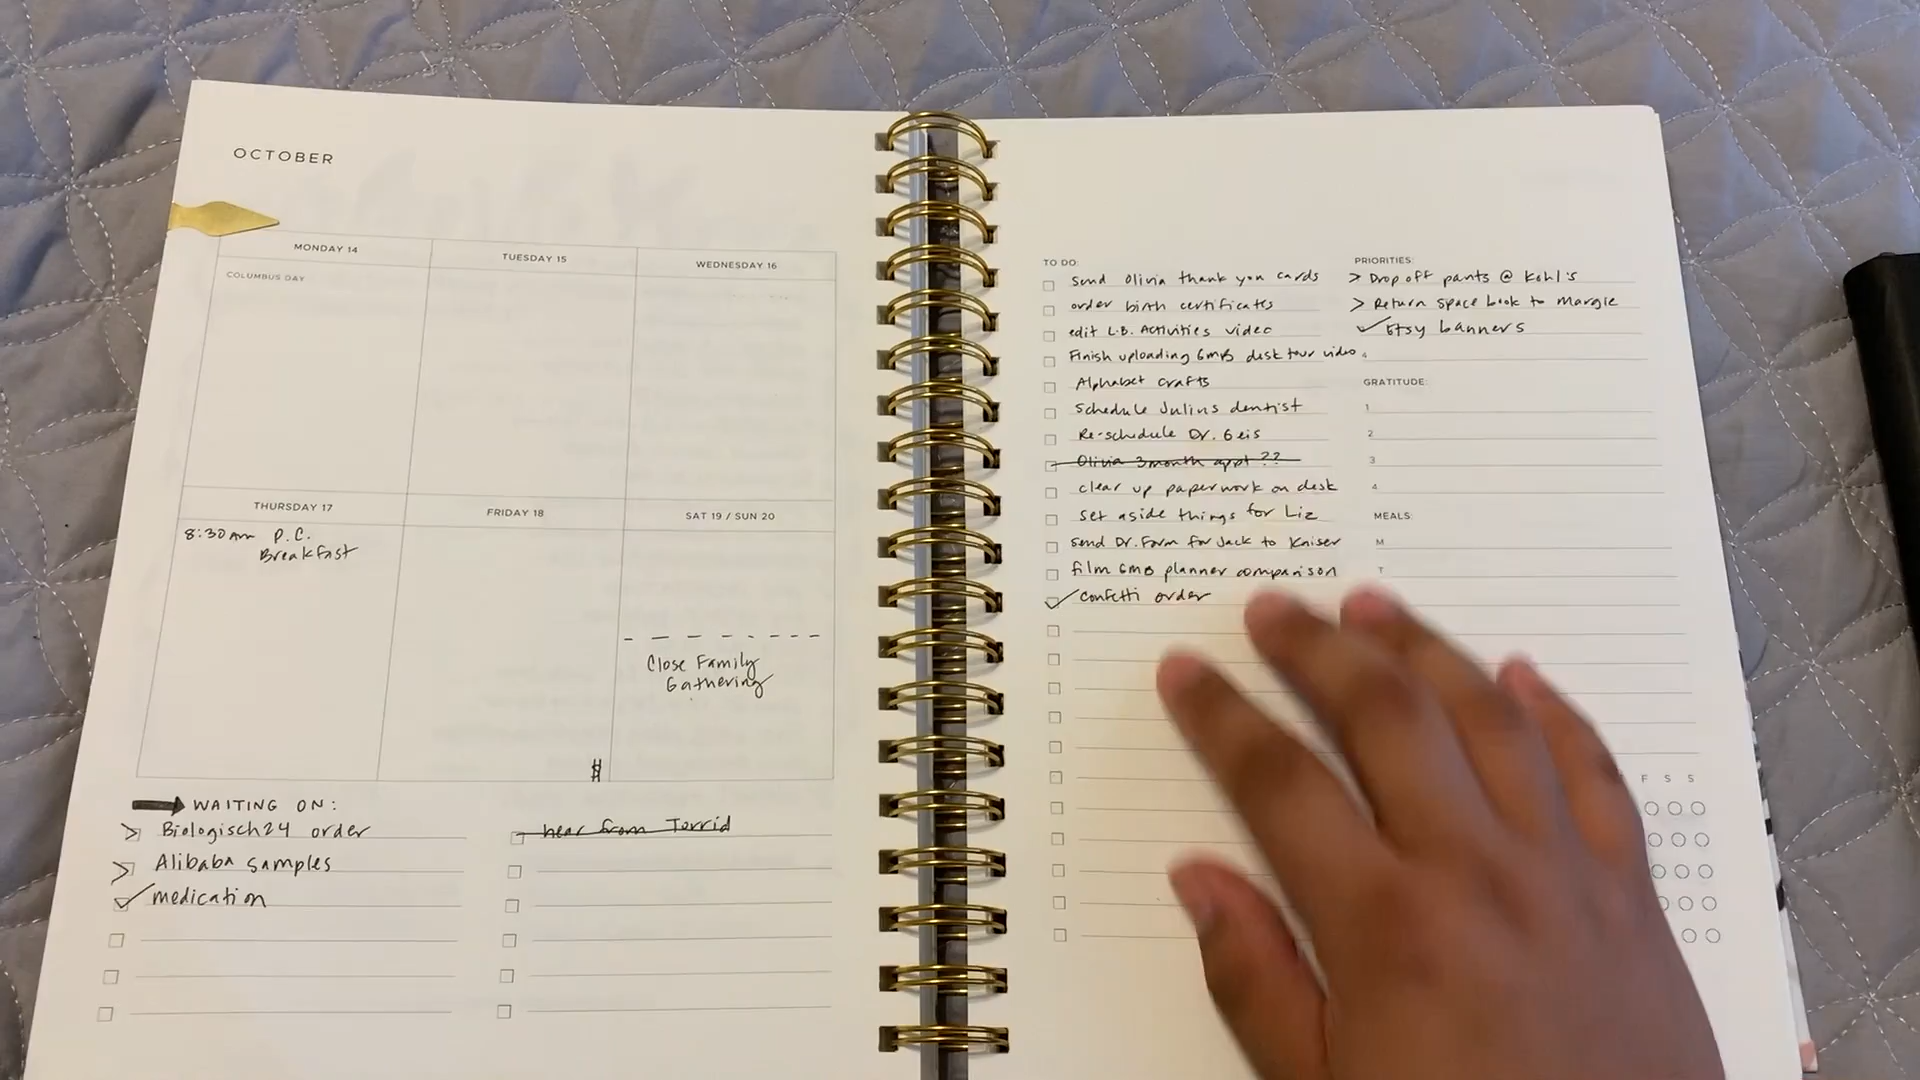 OCTOBER
MONDAY 14
TUESDAY 15
WEDNESDAY 16
COLUMBUS DAY
THURSDAY 17
FRIDAY 18
SAT 19 / SUN 20
8:30am P.C.
Breakfast
Close Family
Gathering
WAITING ON:
Biologisch24 order
Alibaba samples
medication
hear from Torrid
TO DO:
send Olivia thank you cards
order birth certificates
edit L.B. Activities video
Finish uploading GMB desk tour video
Alphabet crafts
Schedule Julius dentist
Re-schedule Dr. Geis
Olivia 3 month appt ??
clear up paperwork on desk
set aside things for Liz
send Dr. Form for Jack to Kaiser
film GMB planner comparison
confetti order
PRIORITIES:
> Drop off pants @ Kohl's
> Return space book to Margie
Etsy banners
4
GRATITUDE:
1
2
3
4
MEALS:
M
T
F S S